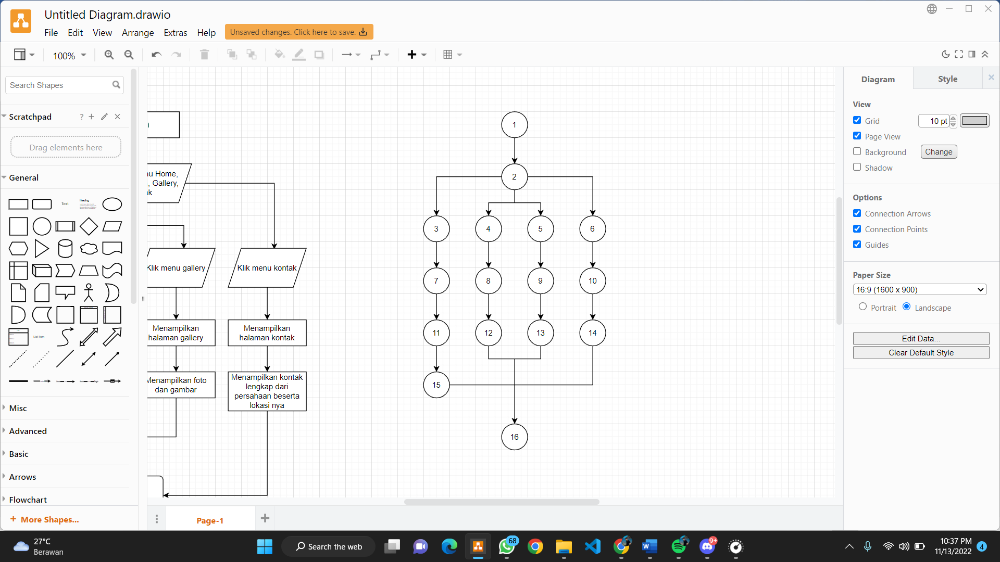 Untitled Diagram.drawio
File Edit View Arrange Extras Help Unsaved changes. Click here to save.
100%
Search Shapes
Scratchpad ? +
Drag elements here
General
Text
Heading
List Item
Misc
Advanced
Basic
Arrows
Flowchart
+ More Shapes...
i
nu Home,
, Gallery,
ak
Klik menu gallery
Klik menu kontak
Menampilkan
halaman gallery
Menampilkan
halaman kontak
Menampilkan foto
dan gambar
Menampilkan kontak
lengkap dari
persahaan beserta
lokasi nya
1
2
3 4 5 6
7 8 9 10
11 12 13 14
15
16
Page-1
Diagram Style
View
Grid 10 pt
Page View
Background Change
Shadow
Options
Connection Arrows
Connection Points
Guides
Paper Size
16:9 (1600 x 900)
Portrait Landscape
Edit Data...
Clear Default Style
27°C
Berawan
Search the web
68
9+
10:37 PM
11/13/2022
4